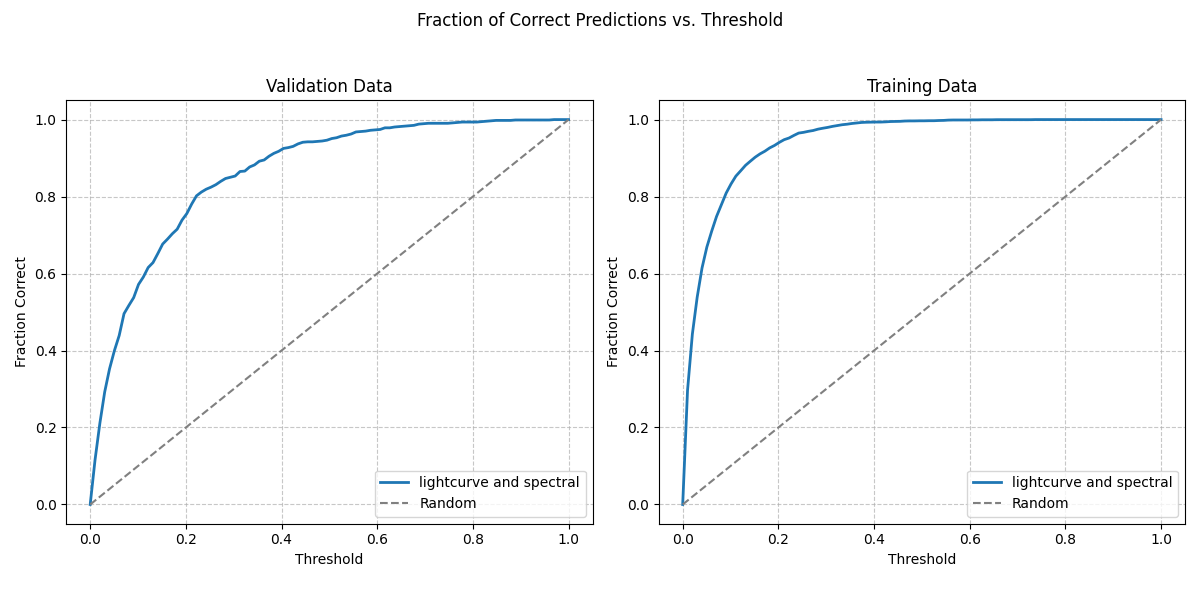 Fraction of Correct Predictions vs. Threshold
Validation Data
Fraction Correct
1.0
0.8
0.6
0.4
0.2
0.0
0.0 0.2 0.4 0.6 0.8 1.0
Threshold
lightcurve and spectral
Random
Training Data
Fraction Correct
1.0
0.8
0.6
0.4
0.2
0.0
0.0 0.2 0.4 0.6 0.8 1.0
Threshold
lightcurve and spectral
Random